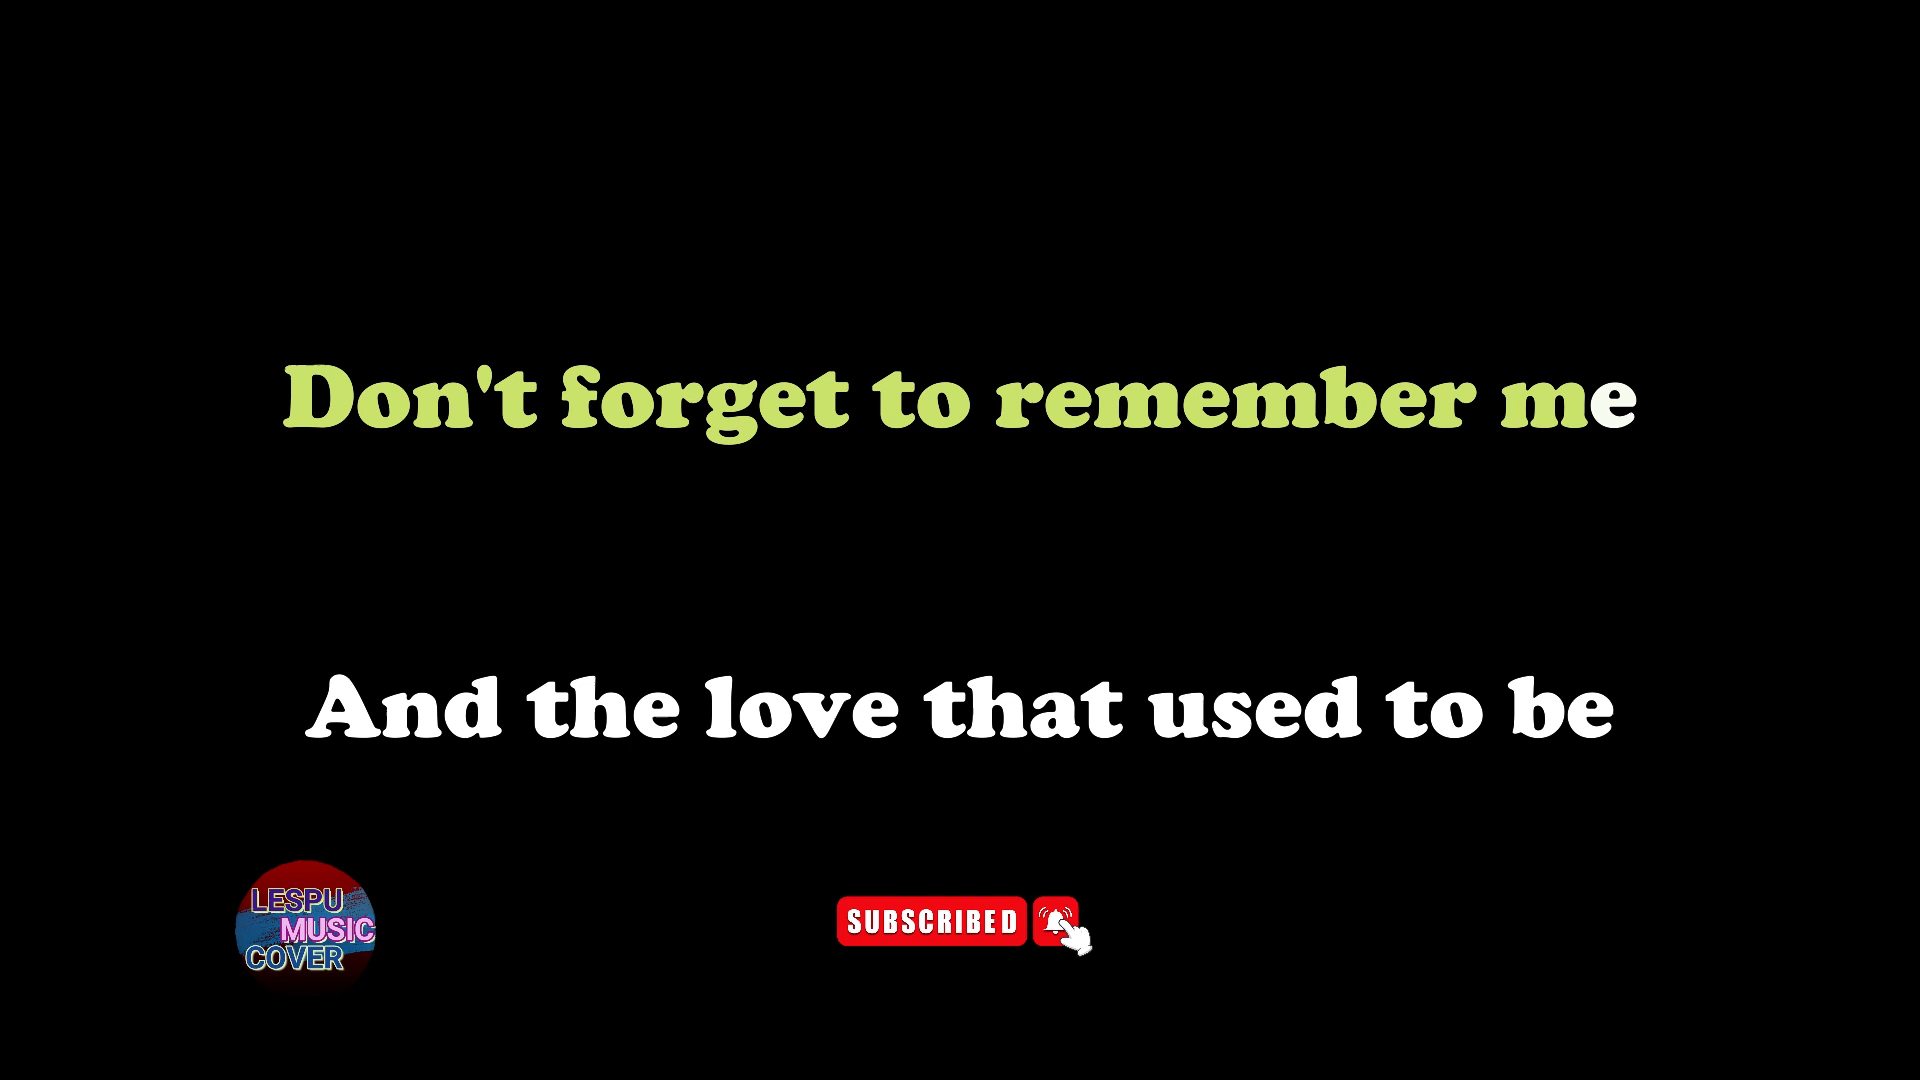 Don't forget to remember me
And the love that used to be
LESPU
MUSIC
COVER
SUBSCRIBED